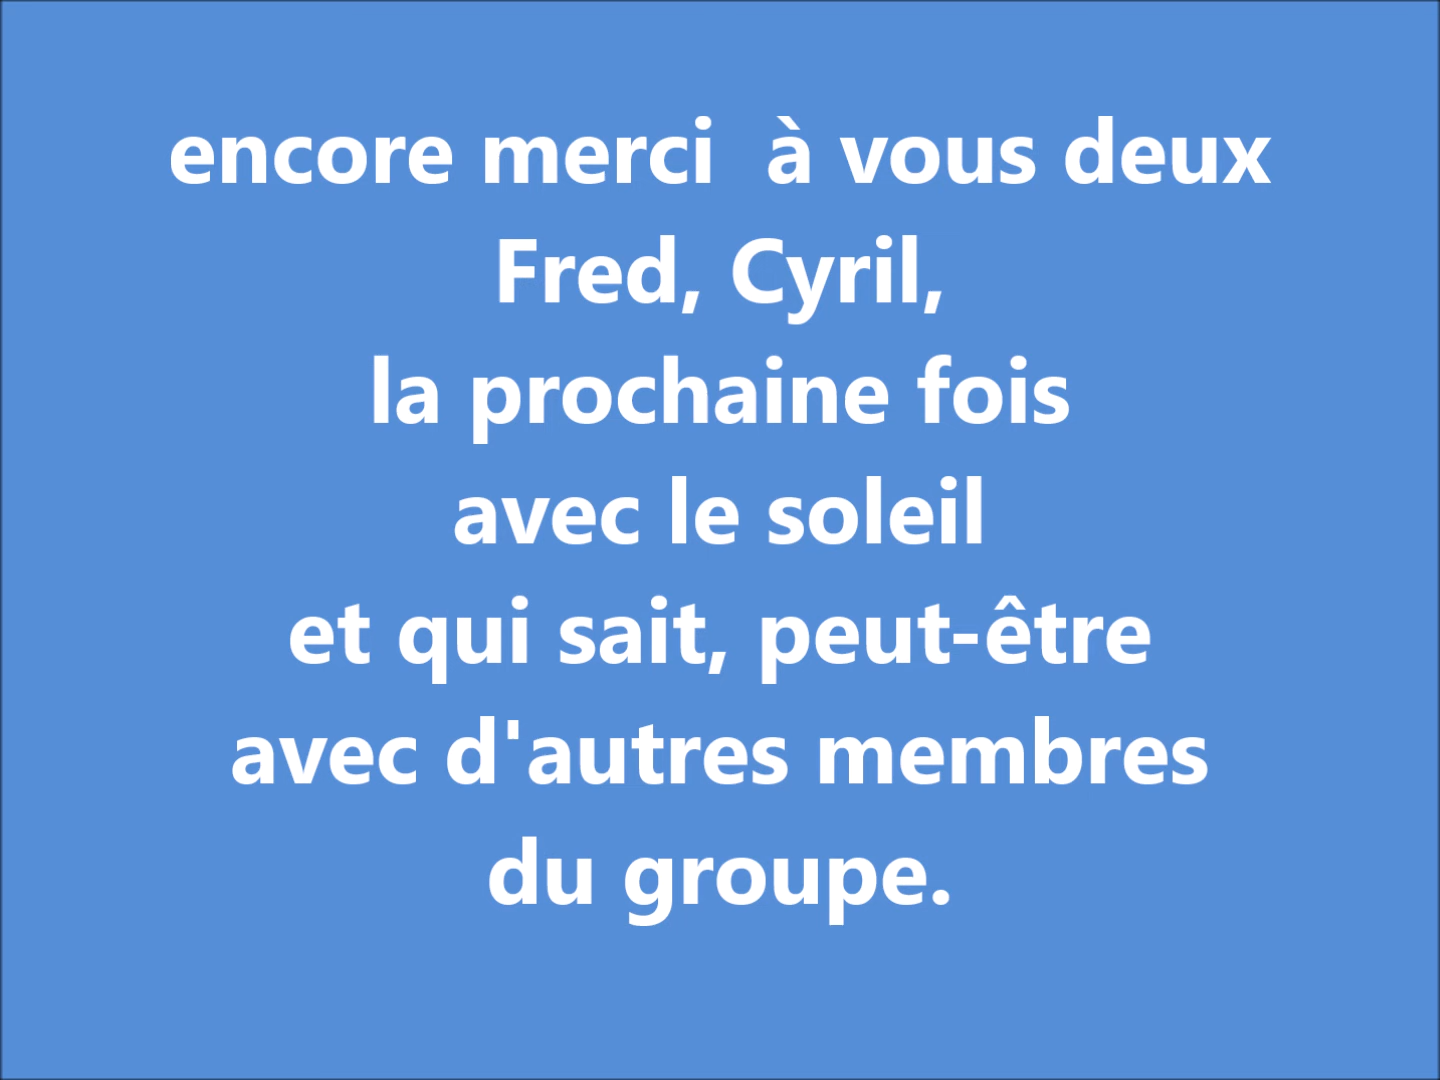 encore merci  à vous deux
Fred, Cyril,
la prochaine fois
avec le soleil
et qui sait, peut-être
avec d'autres membres
du groupe.